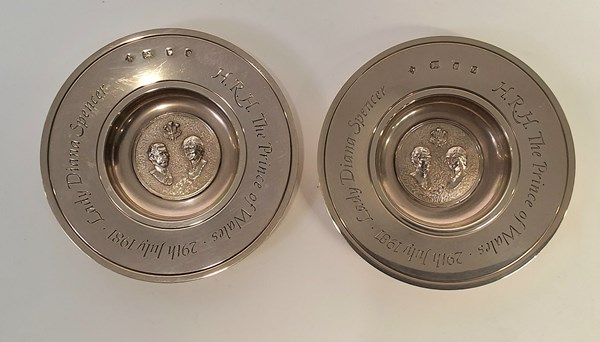 H.R.H. The Prince of Wales · 29th July 1981 · Lady Diana Spencer
H.R.H. The Prince of Wales · 29th July 1981 · Lady Diana Spencer